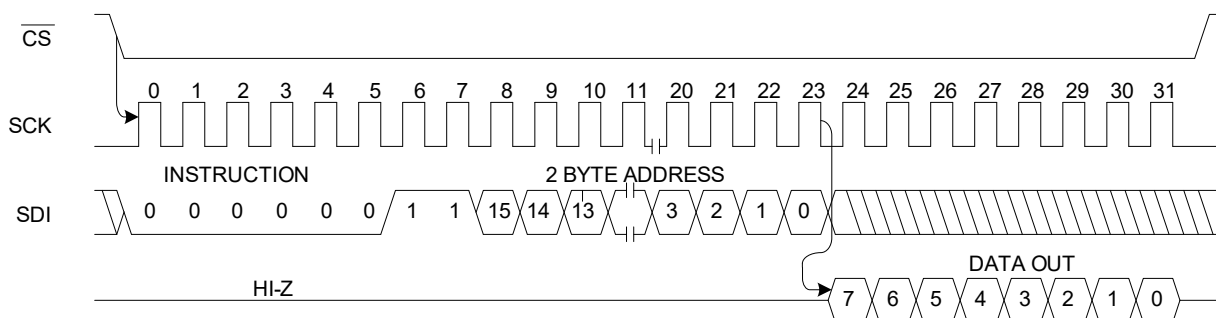 CS
0 1 2 3 4 5 6 7 8 9 10 11 20 21 22 23 24 25 26 27 28 29 30 31
SCK
INSTRUCTION 2 BYTE ADDRESS
SDI 0 0 0 0 0 0 1 1 15 14 13 3 2 1 0
DATA OUT
HI-Z
7 6 5 4 3 2 1 0